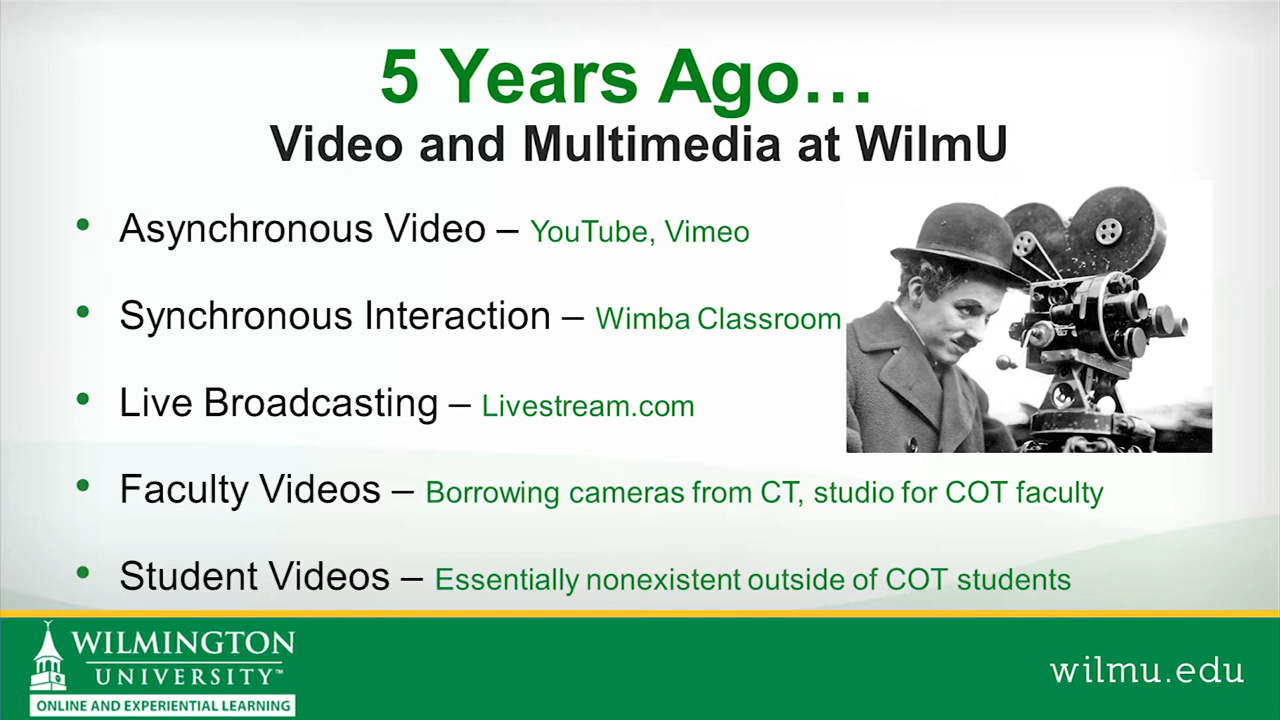 5 Years Ago…
Video and Multimedia at WilmU
• Asynchronous Video – YouTube, Vimeo
• Synchronous Interaction – Wimba Classroom
• Live Broadcasting – Livestream.com
• Faculty Videos – Borrowing cameras from CT, studio for COT faculty
• Student Videos – Essentially nonexistent outside of COT students
WILMINGTON
UNIVERSITY™
ONLINE AND EXPERIENTIAL LEARNING
wilmu.edu